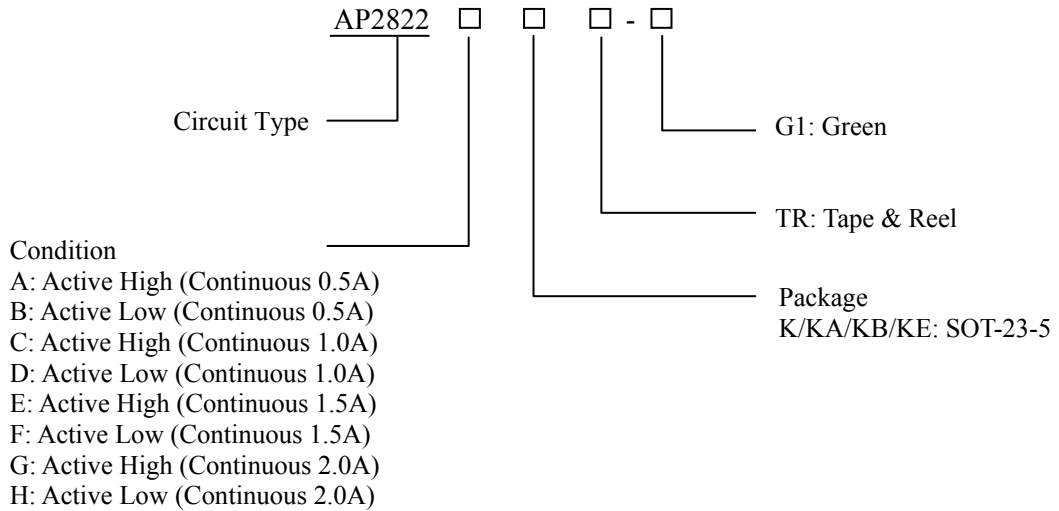 AP2822 □ □ □ - □
Circuit Type
G1: Green
TR: Tape & Reel
Package
K/KA/KB/KE: SOT-23-5
Condition
A: Active High (Continuous 0.5A)
B: Active Low (Continuous 0.5A)
C: Active High (Continuous 1.0A)
D: Active Low (Continuous 1.0A)
E: Active High (Continuous 1.5A)
F: Active Low (Continuous 1.5A)
G: Active High (Continuous 2.0A)
H: Active Low (Continuous 2.0A)